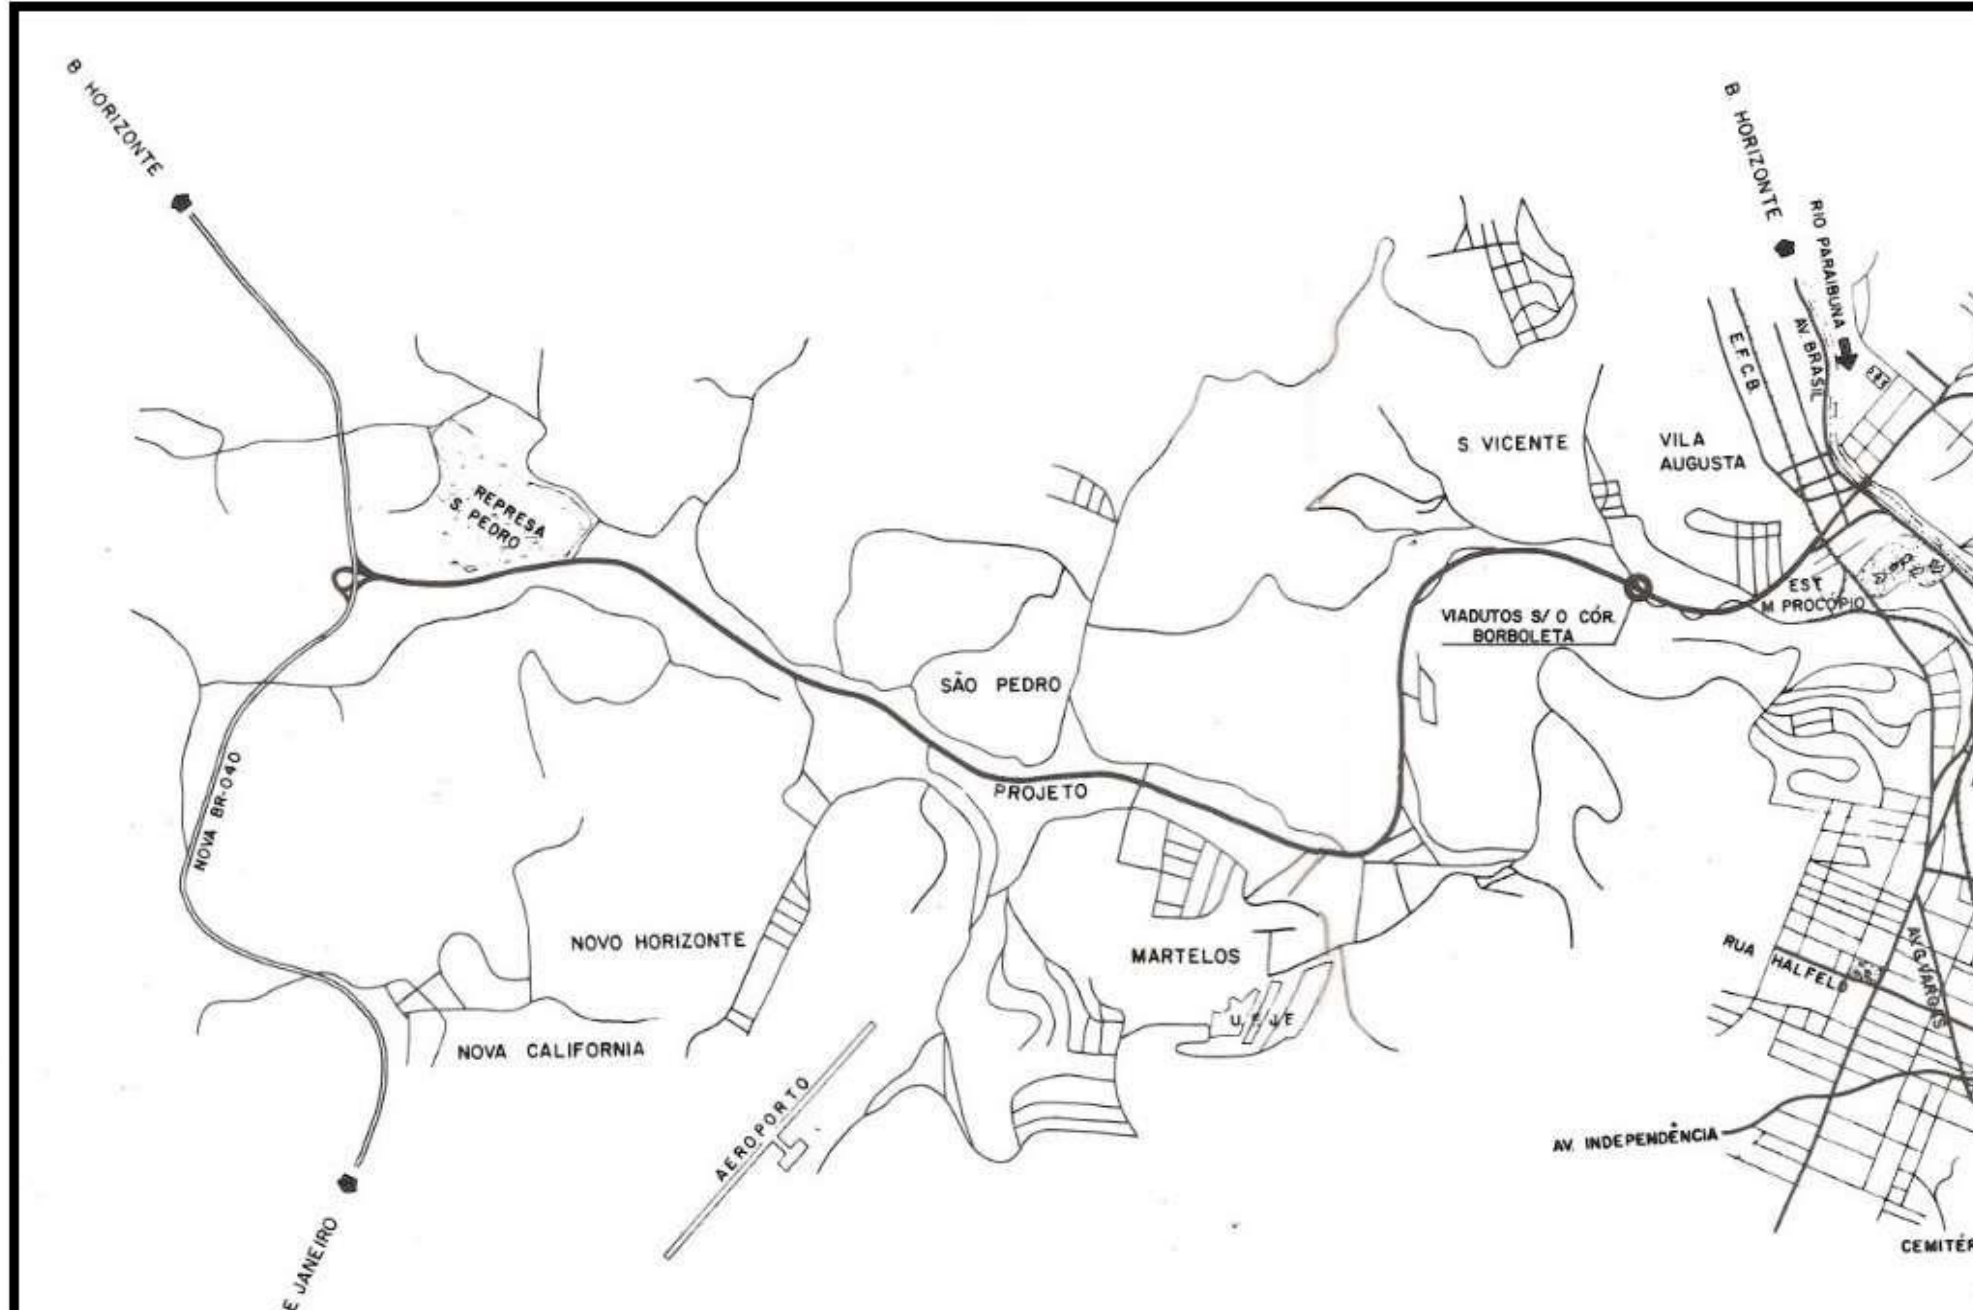 B HORIZONTE
B. HORIZONTE
RIO PARAIBUNA
E.F.C.B.
AV. BRASIL
S. VICENTE
VILA
AUGUSTA
REPRESA
S. PEDRO
EST.
M. PROCÓPIO
VIADUTOS S/ O CÓR.
BORBOLETA
SÃO PEDRO
PROJETO
NOVA BR-040
NOVO HORIZONTE
MARTELOS
RUA HALFELD
AV. G. VARGAS
NOVA CALIFORNIA
AEROPORTO
AV. INDEPENDÊNCIA
E JANEIRO